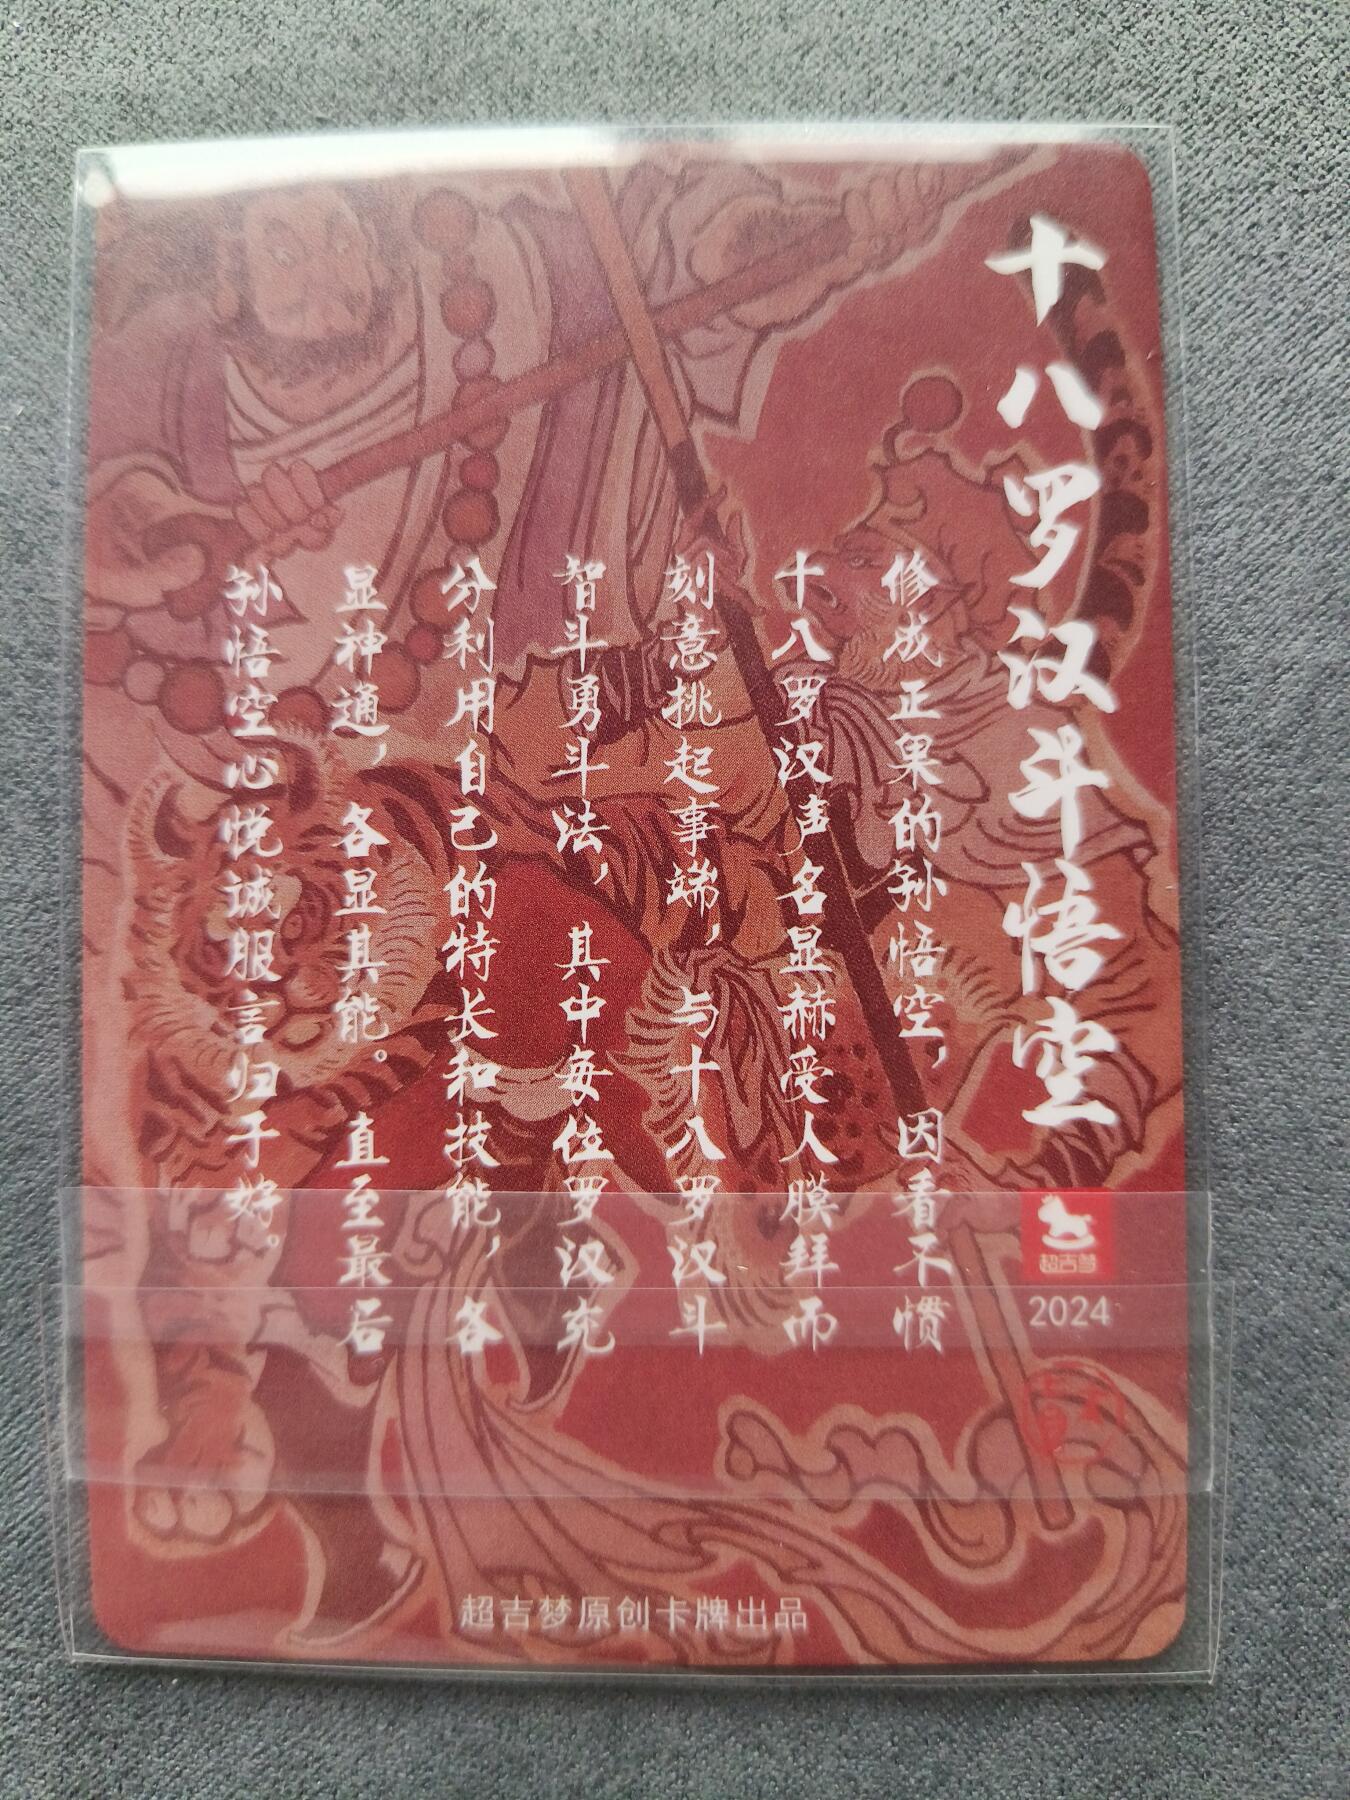 十八罗汉斗悟空
超吉梦
2024
修成正果的孙悟空，因看不惯
十八罗汉声名显赫受人膜拜而
刻意挑起事端，与十八罗汉斗
智斗勇斗法，其中每位罗汉充
分利用自己的特长和技能，各
显神通，各显其能。直至最后
孙悟空心悦诚服言归于好。
超吉梦原创卡牌出品